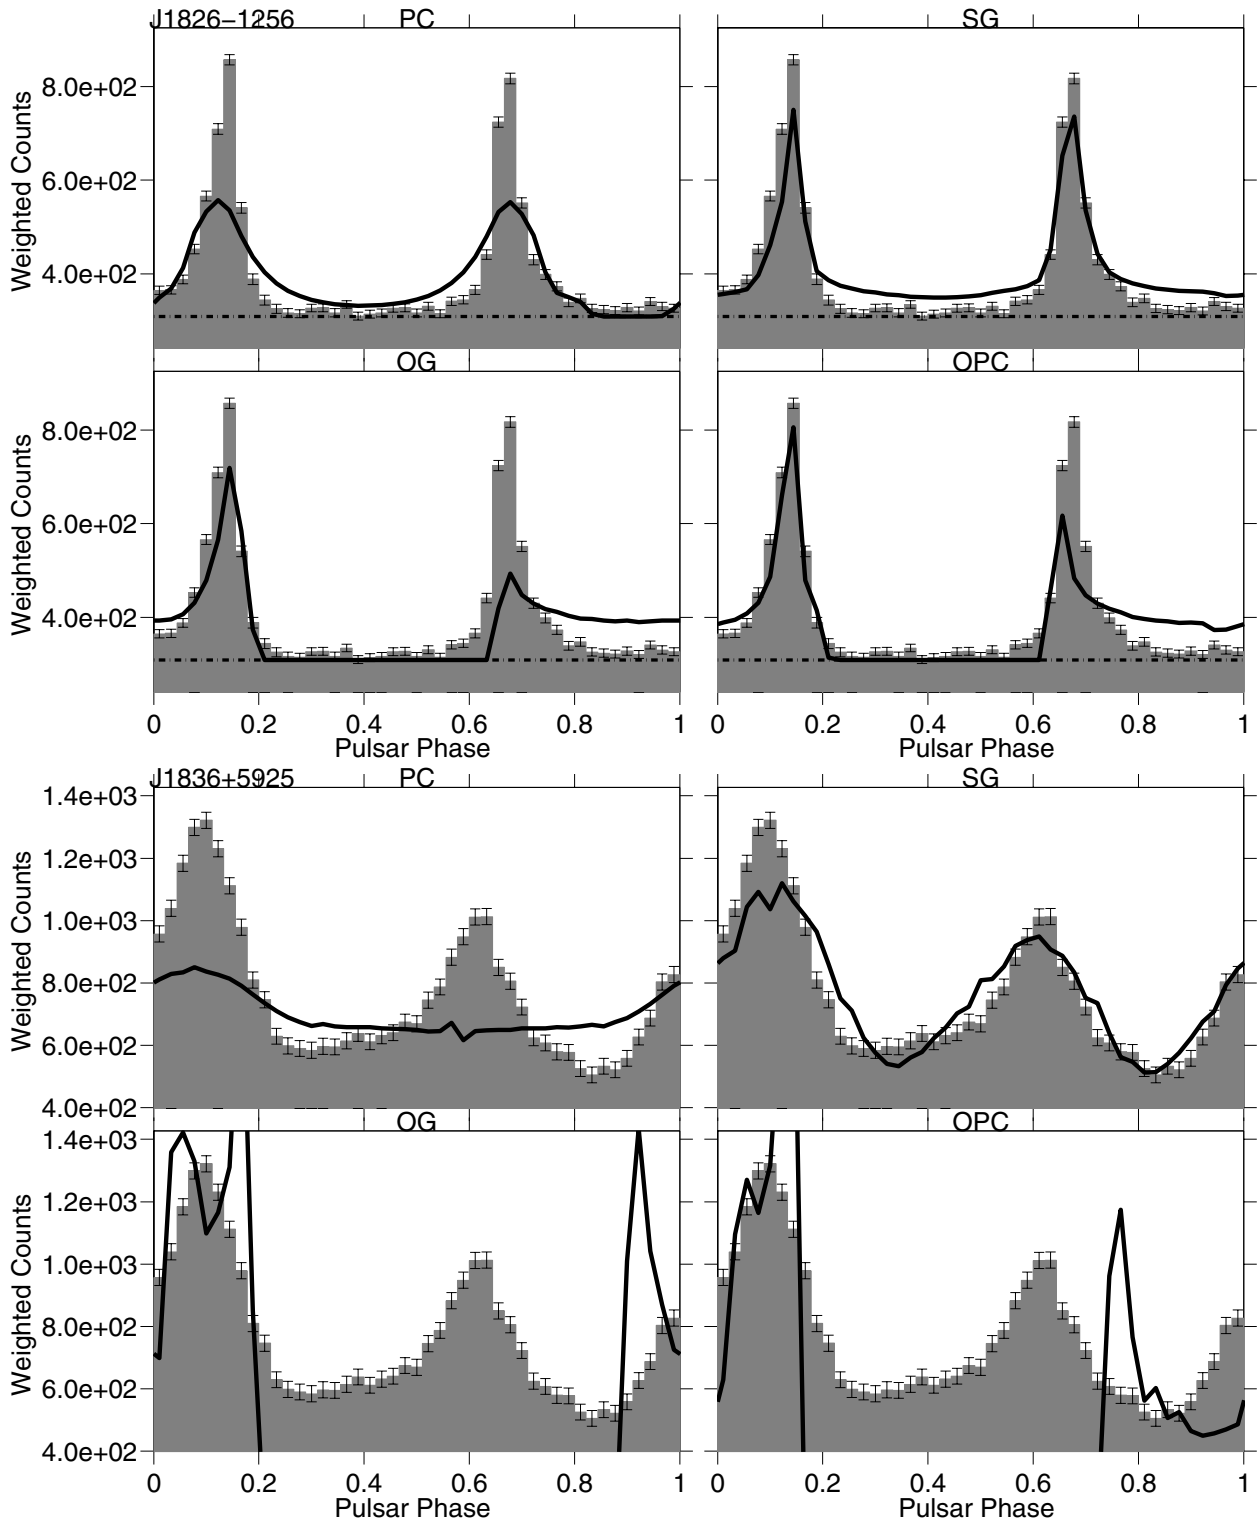 J1826−1256 PC SG
Weighted Counts
8.0e+02
6.0e+02
4.0e+02
OG OPC
Weighted Counts
8.0e+02
6.0e+02
4.0e+02
0 0.2 0.4 0.6 0.8 1 0 0.2 0.4 0.6 0.8 1
Pulsar Phase Pulsar Phase
J1836+5925 PC SG
Weighted Counts
1.4e+03
1.2e+03
1.0e+03
8.0e+02
6.0e+02
4.0e+02
OG OPC
Weighted Counts
1.4e+03
1.2e+03
1.0e+03
8.0e+02
6.0e+02
4.0e+02
0 0.2 0.4 0.6 0.8 1 0 0.2 0.4 0.6 0.8 1
Pulsar Phase Pulsar Phase